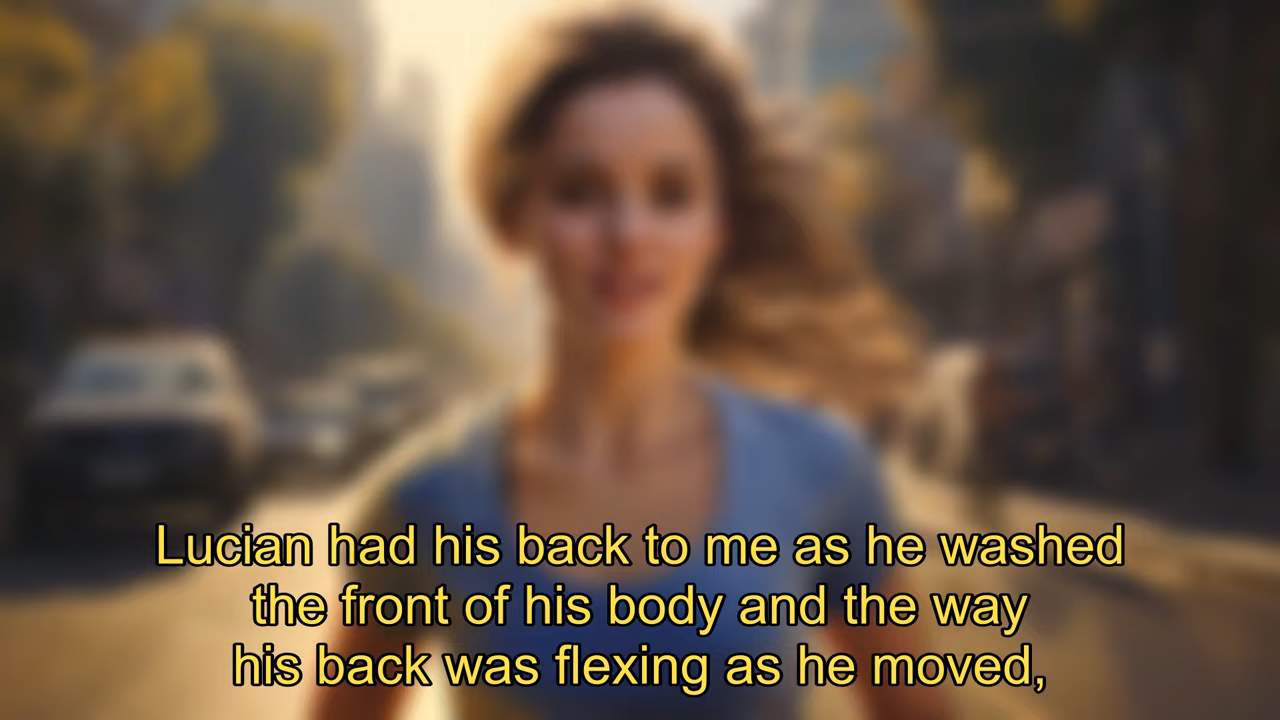 Lucian had his back to me as he washed
the front of his body and the way
his back was flexing as he moved,